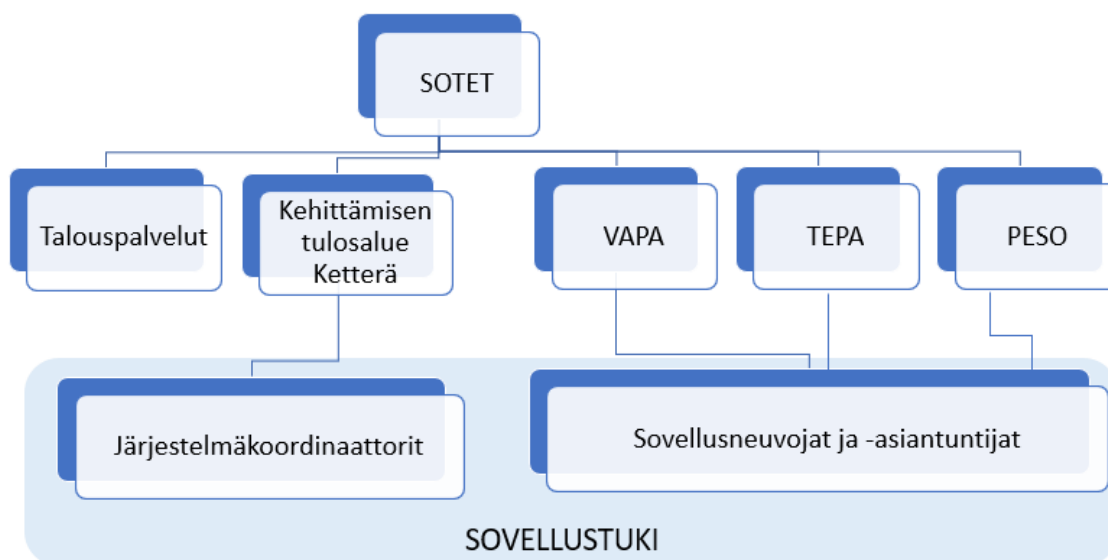 SOTET
Talouspalvelut
Kehittämisen
tulosalue
Ketterä
VAPA
TEPA
PESO
Järjestelmäkoordinaattorit
Sovellusneuvojat ja -asiantuntijat
SOVELLUSTUKI